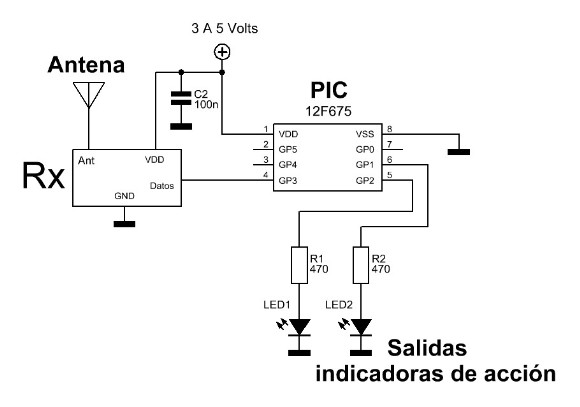 3 A 5 Volts
Antena
C2
100n
PIC
12F675
Rx
Ant
VDD
Datos
GND
1 VDD VSS 8
2 GP5 GP0 7
3 GP4 GP1 6
4 GP3 GP2 5
R1
470
R2
470
LED1
LED2
Salidas
indicadoras de acción